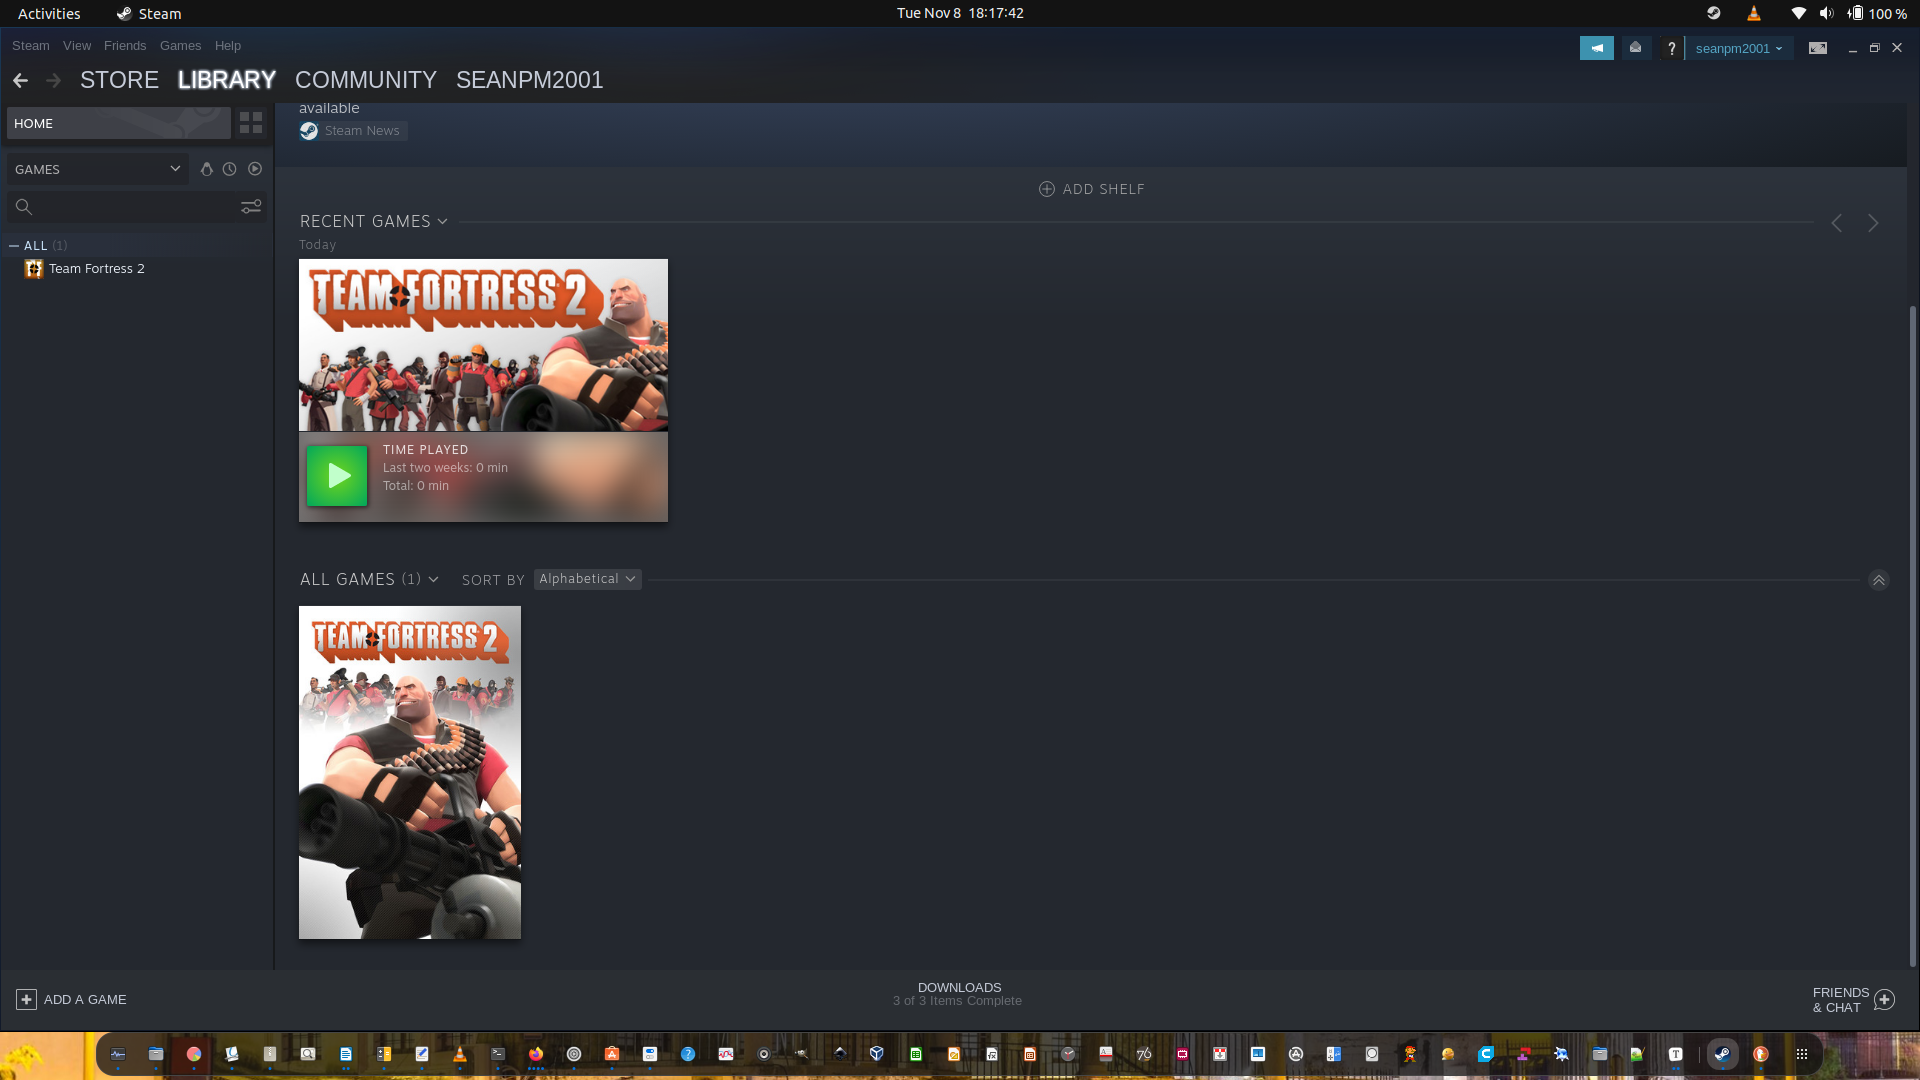 Activities
Steam
Tue Nov 8 18:17:42
100 %
Steam View Friends Games Help
?
seanpm2001
STORE LIBRARY COMMUNITY SEANPM2001
HOME
GAMES
ALL (1)
Team Fortress 2
available
Steam News
ADD SHELF
RECENT GAMES
Today
TEAM FORTRESS 2
TIME PLAYED
Last two weeks: 0 min
Total: 0 min
ALL GAMES (1) SORT BY Alphabetical
TEAM FORTRESS 2
ADD A GAME
DOWNLOADS
3 of 3 Items Complete
FRIENDS
& CHAT
?
76
T